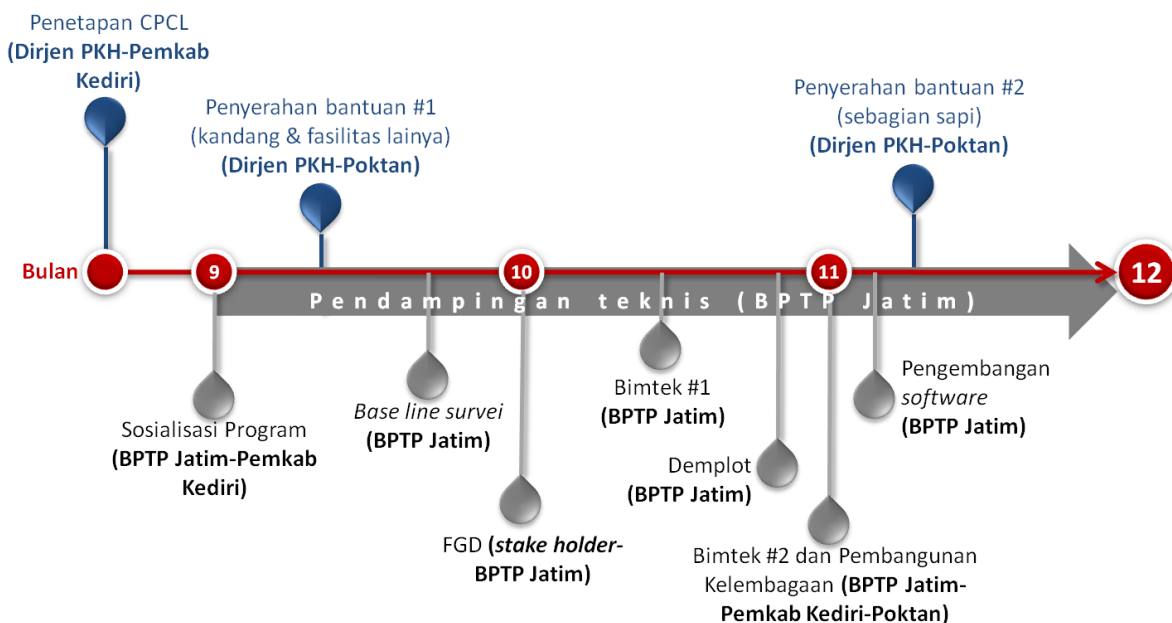 Penetapan CPCL
(Dirjen PKH-Pemkab
Kediri)
Penyerahan bantuan #1
(kandang & fasilitas lainya)
(Dirjen PKH-Poktan)
Penyerahan bantuan #2
(sebagian sapi)
(Dirjen PKH-Poktan)
Bulan
9
10
11
12
Pendampingan teknis (BPTP Jatim)
Sosialisasi Program
(BPTP Jatim-Pemkab
Kediri)
Base line survei
(BPTP Jatim)
FGD (stake holder-
BPTP Jatim)
Bimtek #1
(BPTP Jatim)
Demplot
(BPTP Jatim)
Bimtek #2 dan Pembangunan
Kelembagaan (BPTP Jatim-
Pemkab Kediri-Poktan)
Pengembangan
software
(BPTP Jatim)